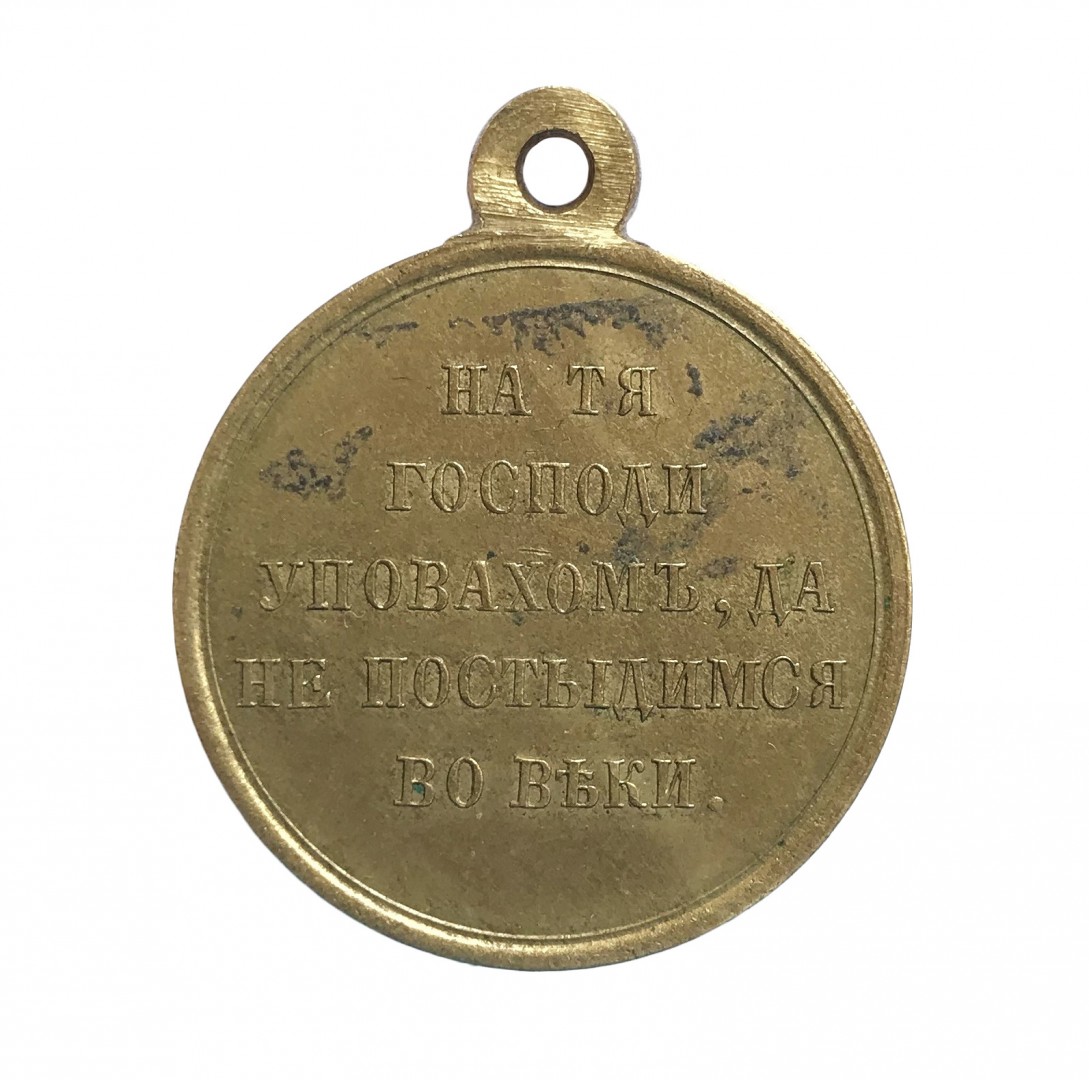 НА ТЯ
ГОСПОДИ
УПОВАХОМЪ, ДА
НЕ ПОСТЫДИМСЯ
ВО ВѢКИ.